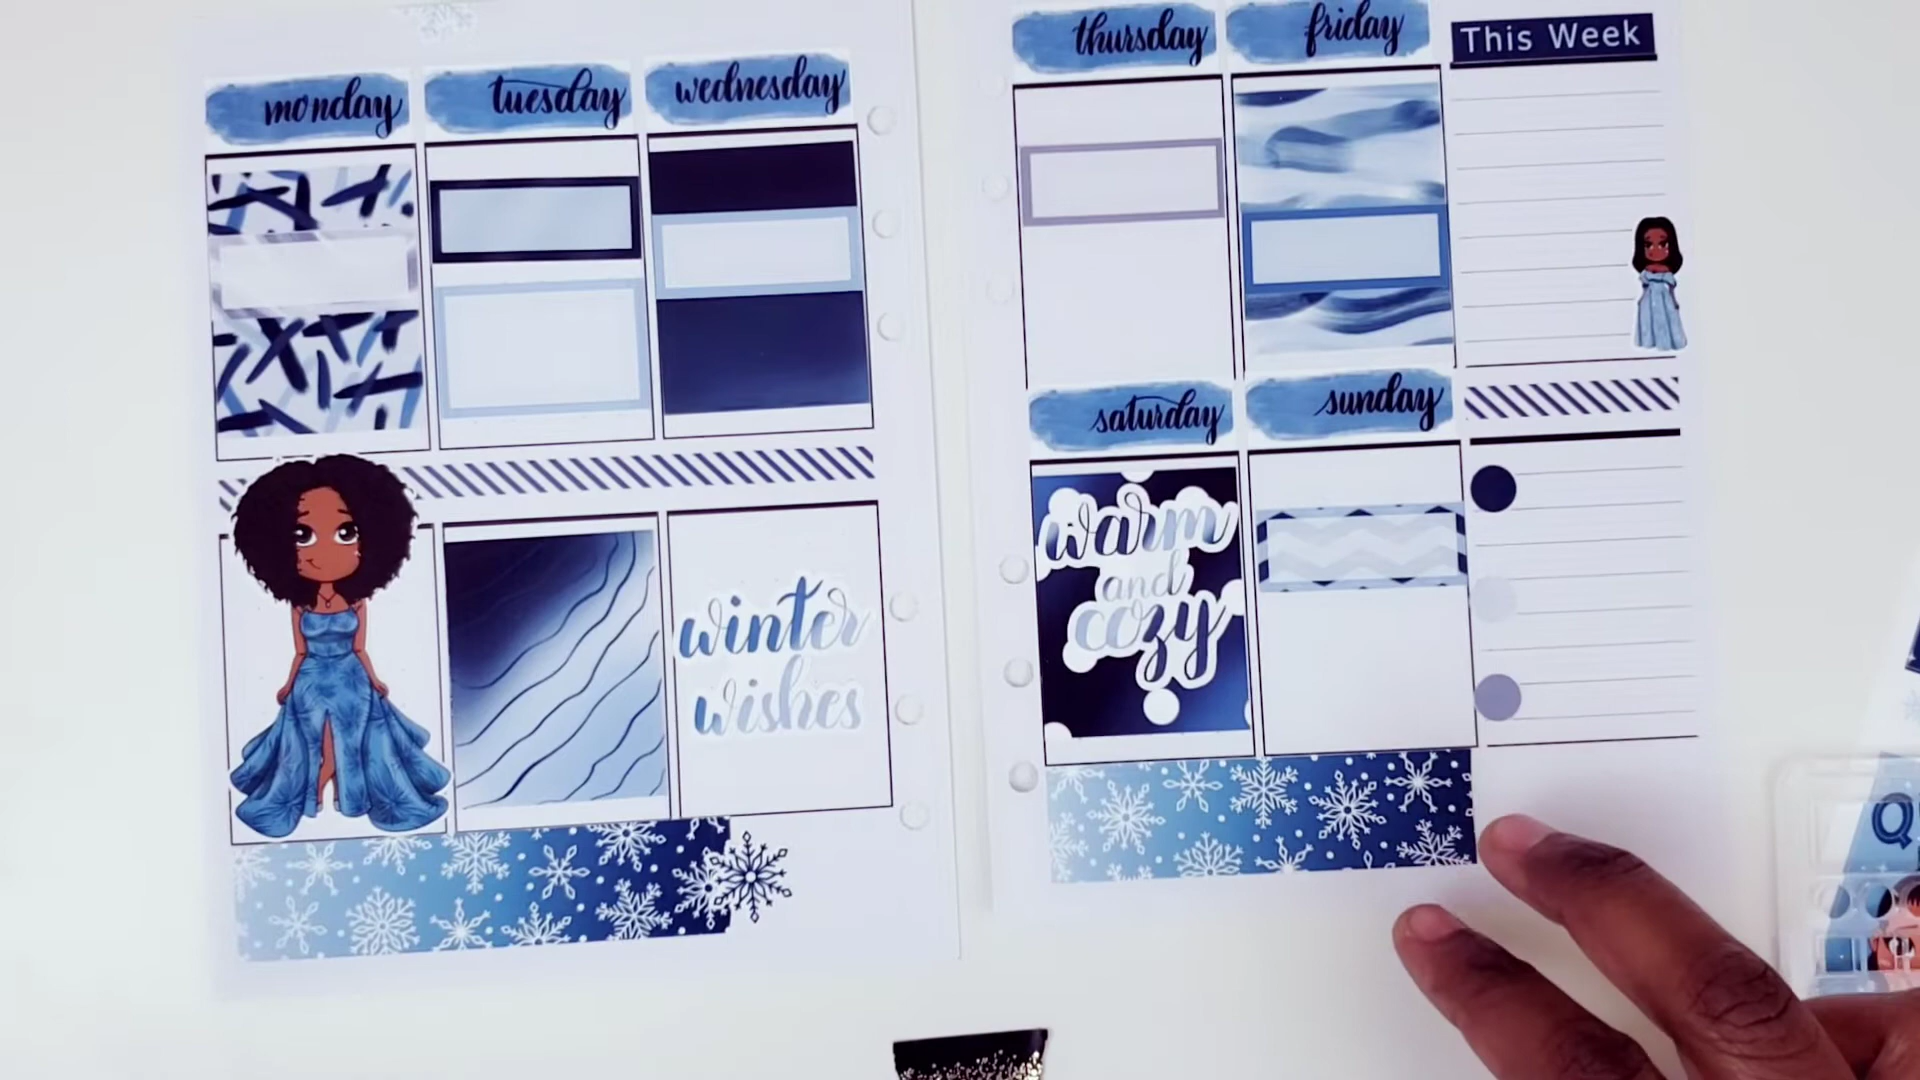 monday
tuesday
wednesday
winter
wishes
thursday
friday
This Week
saturday
sunday
warm
and
cozy
Q